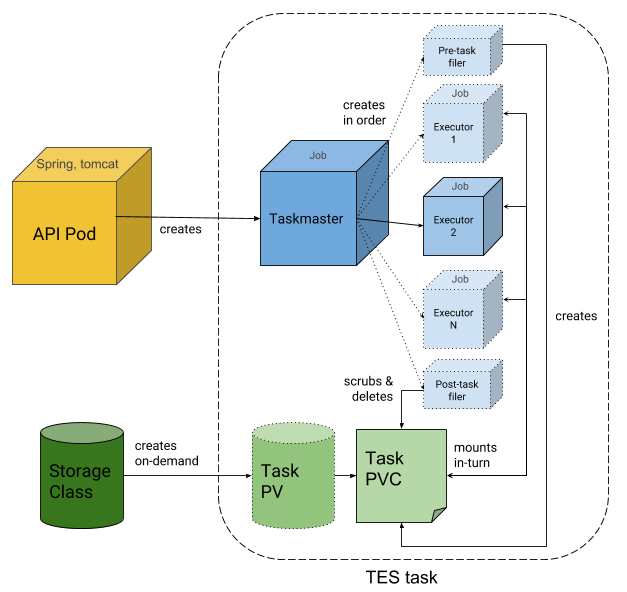 Pre-task
filer
creates
in order
Job
Executor
1
Spring, tomcat
API Pod
creates
Job
Taskmaster
Job
Executor
2
Job
Executor
N
creates
scrubs &
deletes
Post-task
filer
Storage
Class
creates
on-demand
Task
PV
Task
PVC
mounts
in-turn
TES task